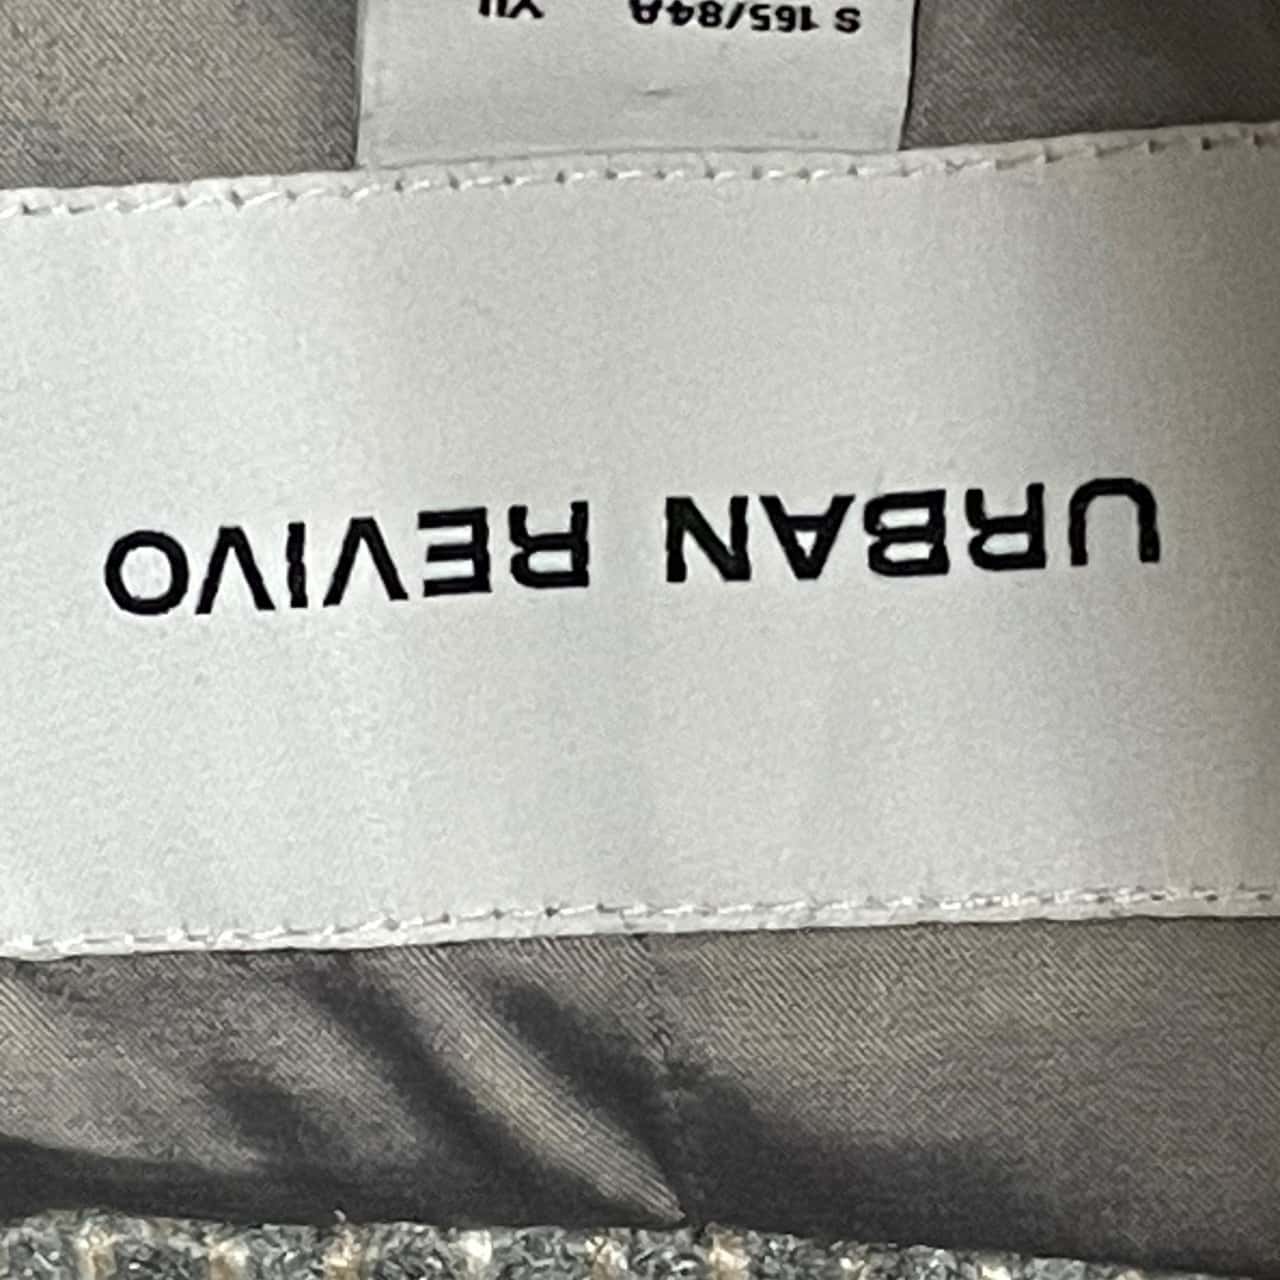 URBAN REVIVO
S 165/84A